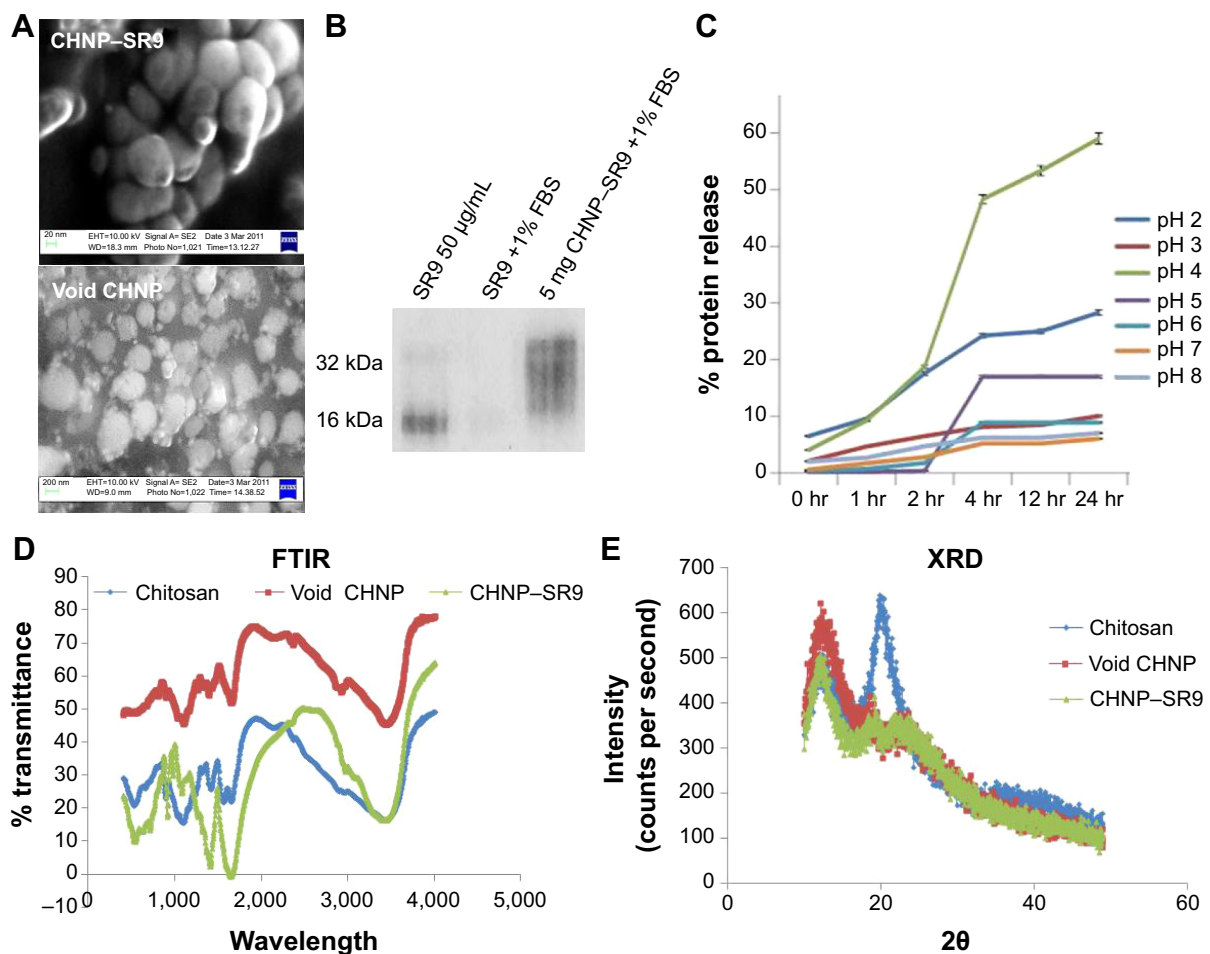 A
CHNP–SR9
20 nm
EHT=10.00 kV Signal A= SE2 Date 3 Mar 2011
WD=18.3 mm Photo No=1,021 Time=13.12.27
ZEISS
Void CHNP
200 nm
EHT=10.00 kV Signal A= SE2 Date=3 Mar 2011
WD=9.0 mm Photo No=1,022 Time= 14.38.52
ZEISS
B
SR9 50 µg/mL
SR9 +1% FBS
5 mg CHNP–SR9 +1% FBS
32 kDa
16 kDa
C
% protein release
60
50
40
30
20
10
0
0 hr 1 hr 2 hr 4 hr 12 hr 24 hr
pH 2
pH 3
pH 4
pH 5
pH 6
pH 7
pH 8
D
FTIR
Chitosan Void CHNP CHNP–SR9
% transmittance
90
80
70
60
50
40
30
20
10
0
–10
0 1,000 2,000 3,000 4,000 5,000
Wavelength
E
XRD
Intensity
(counts per second)
700
600
500
400
300
200
100
0
0 20 40 60
2θ
Chitosan
Void CHNP
CHNP–SR9